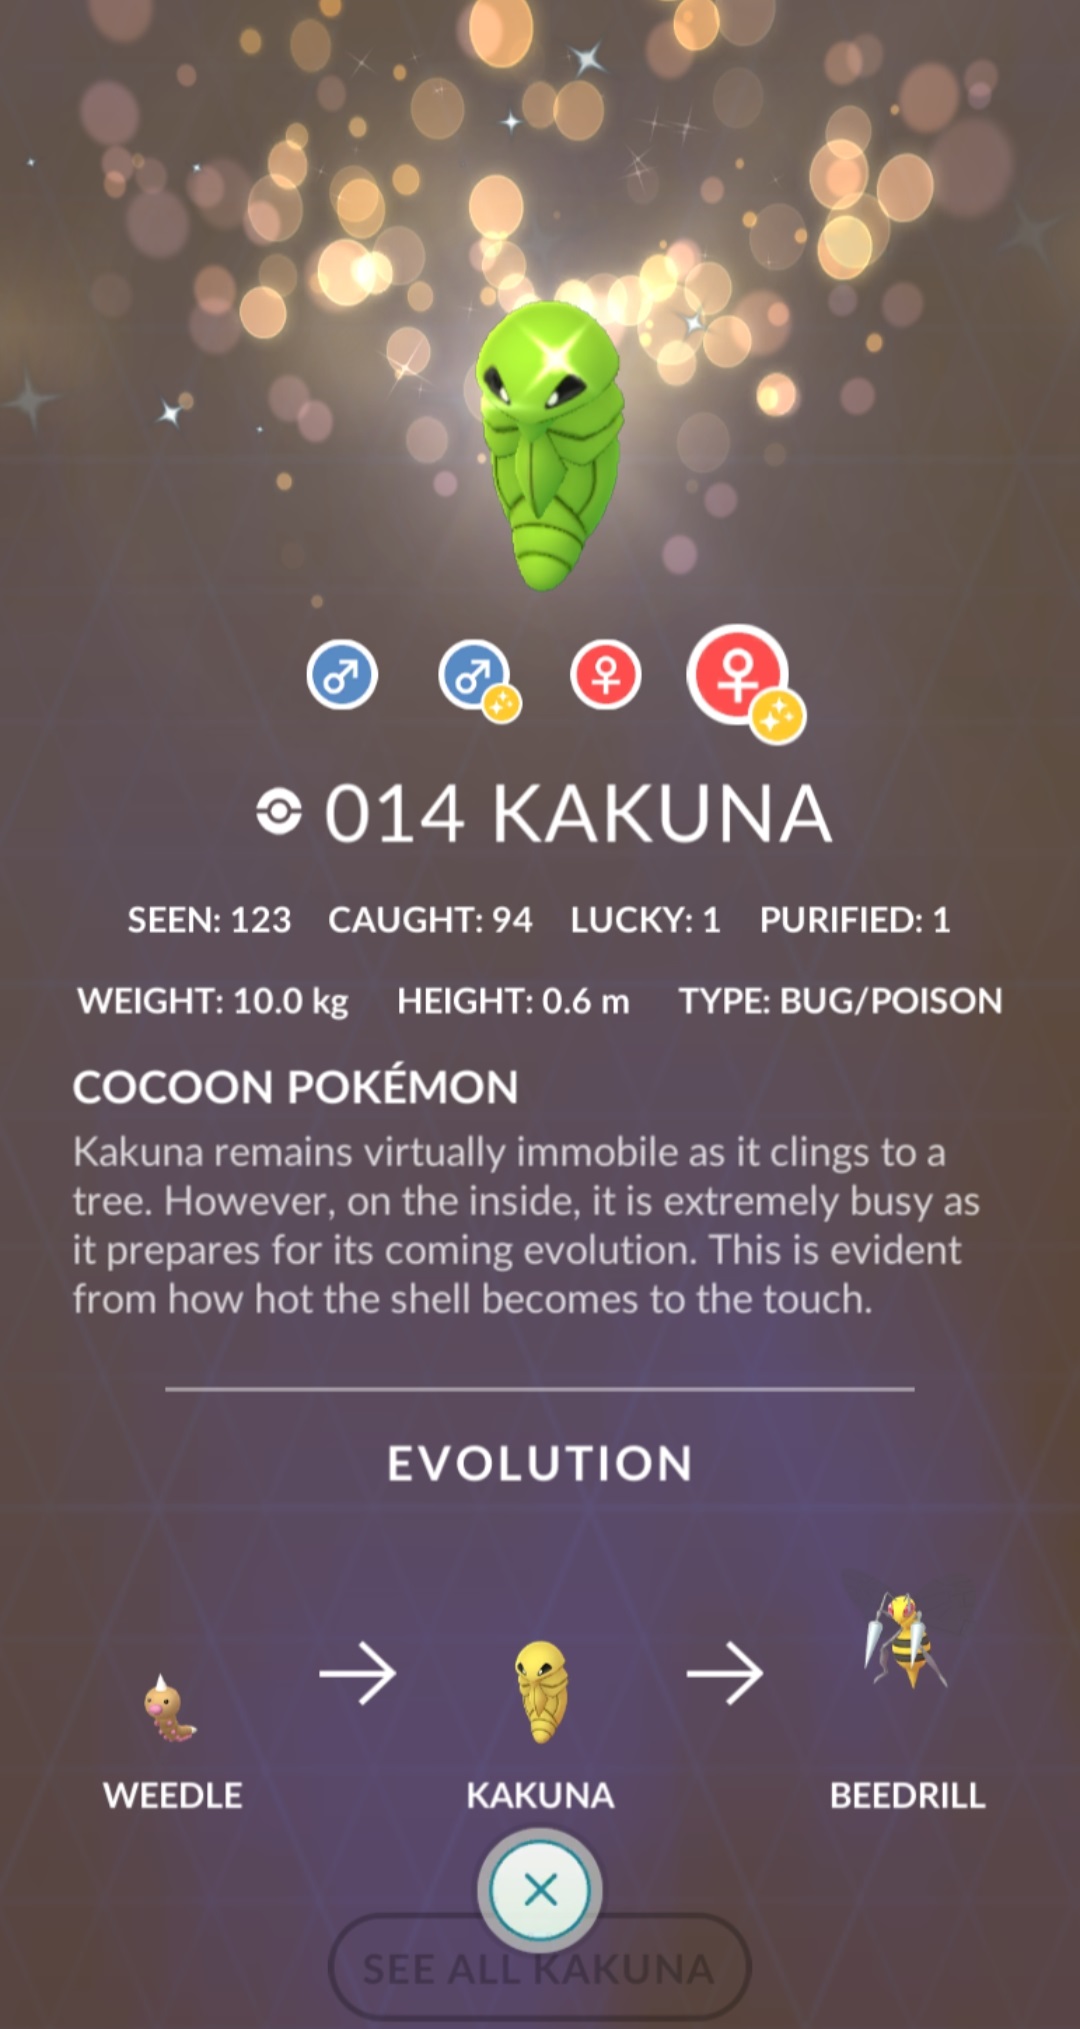 014 KAKUNA
SEEN: 123 CAUGHT: 94 LUCKY: 1 PURIFIED: 1
WEIGHT: 10.0 kg HEIGHT: 0.6 m TYPE: BUG/POISON
COCOON POKÉMON
Kakuna remains virtually immobile as it clings to a
tree. However, on the inside, it is extremely busy as
it prepares for its coming evolution. This is evident
from how hot the shell becomes to the touch.
EVOLUTION
WEEDLE KAKUNA BEEDRILL
SEE ALL KAKUNA